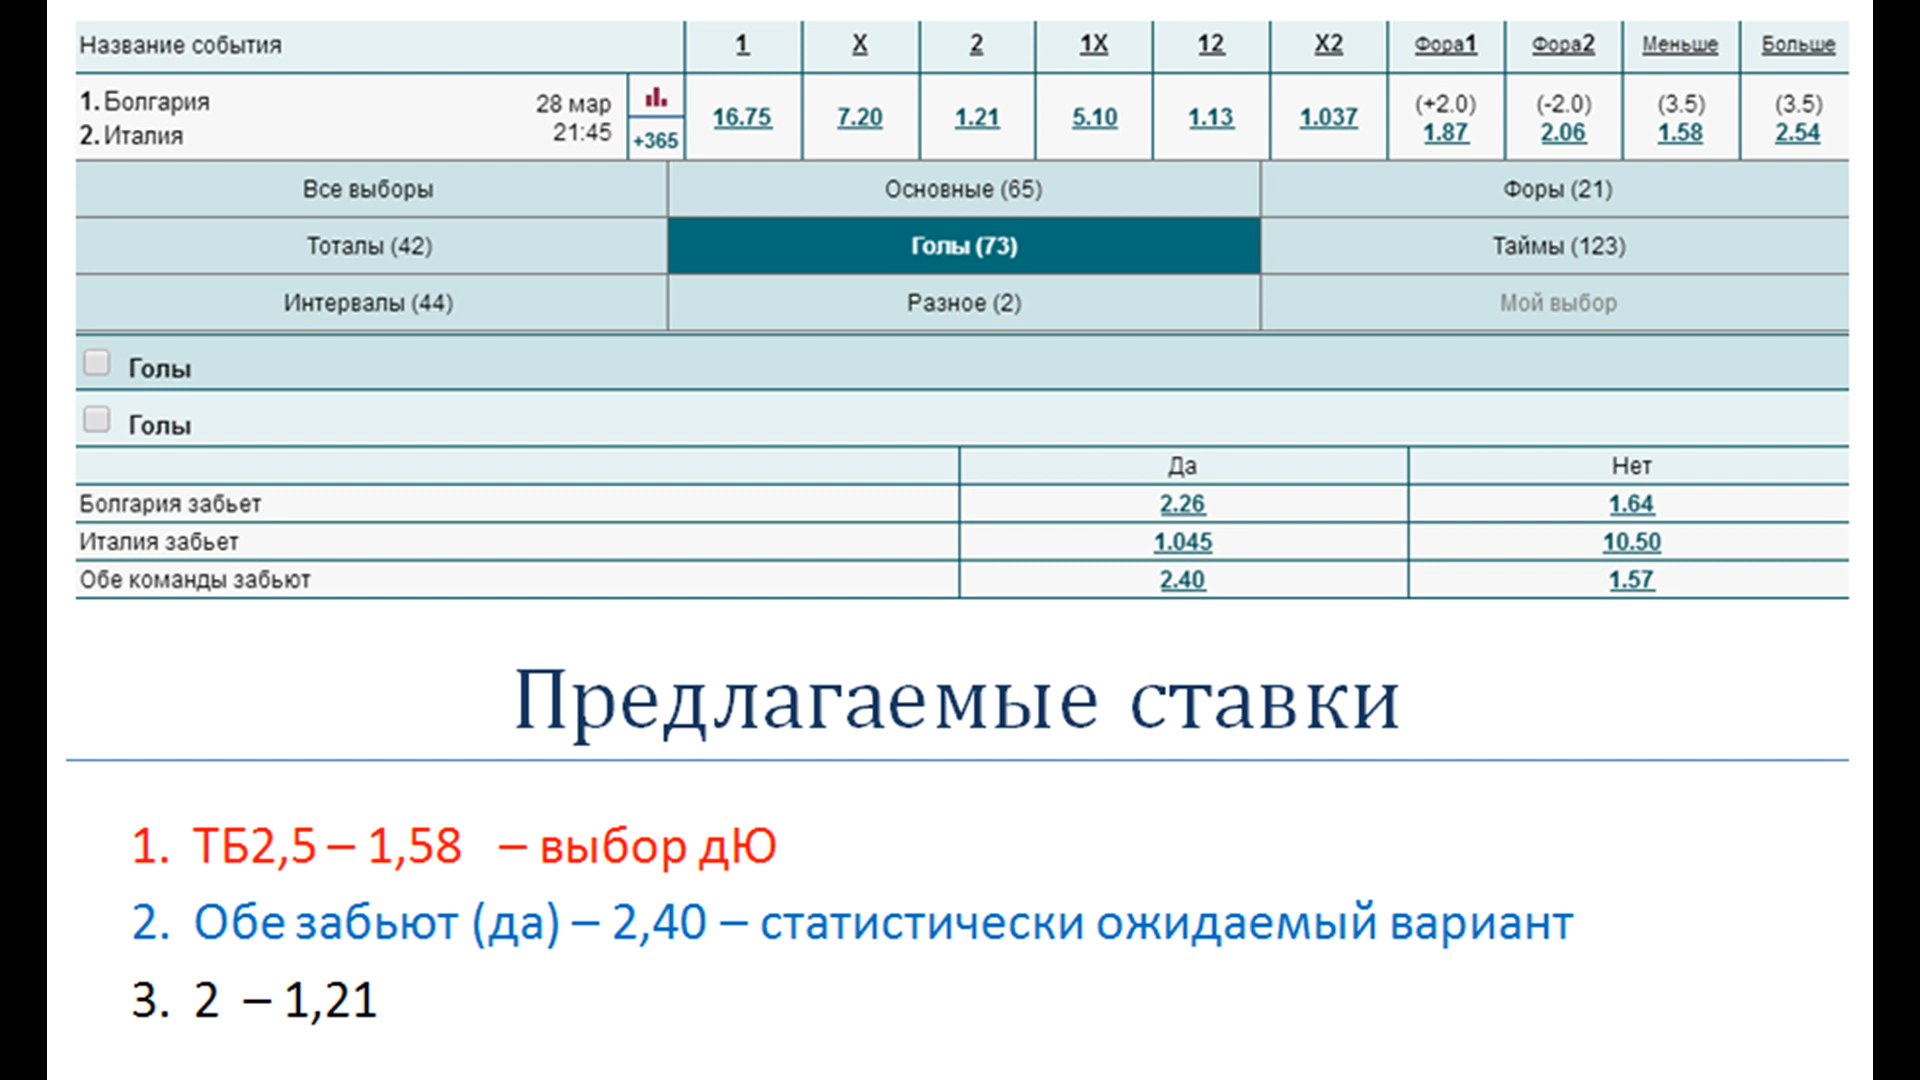 Название события 1 X 2 1X 12 X2 Фора1 Фора2 Меньше Больше
1. Болгария 28 мар (+2.0) (-2.0) (3.5) (3.5)
2. Италия 21:45 +365 16.75 7.20 1.21 5.10 1.13 1.037 1.87 2.06 1.58 2.54
Все выборы Основные (65) Форы (21)
Тоталы (42) Голы (73) Таймы (123)
Интервалы (44) Разное (2) Мой выбор
Голы
Голы
Да Нет
Болгария забьет 2.26 1.64
Италия забьет 1.045 10.50
Обе команды забьют 2.40 1.57
Предлагаемые ставки
1. ТБ2,5 – 1,58 – выбор дЮ
2. Обе забьют (да) – 2,40 – статистически ожидаемый вариант
3. 2 – 1,21